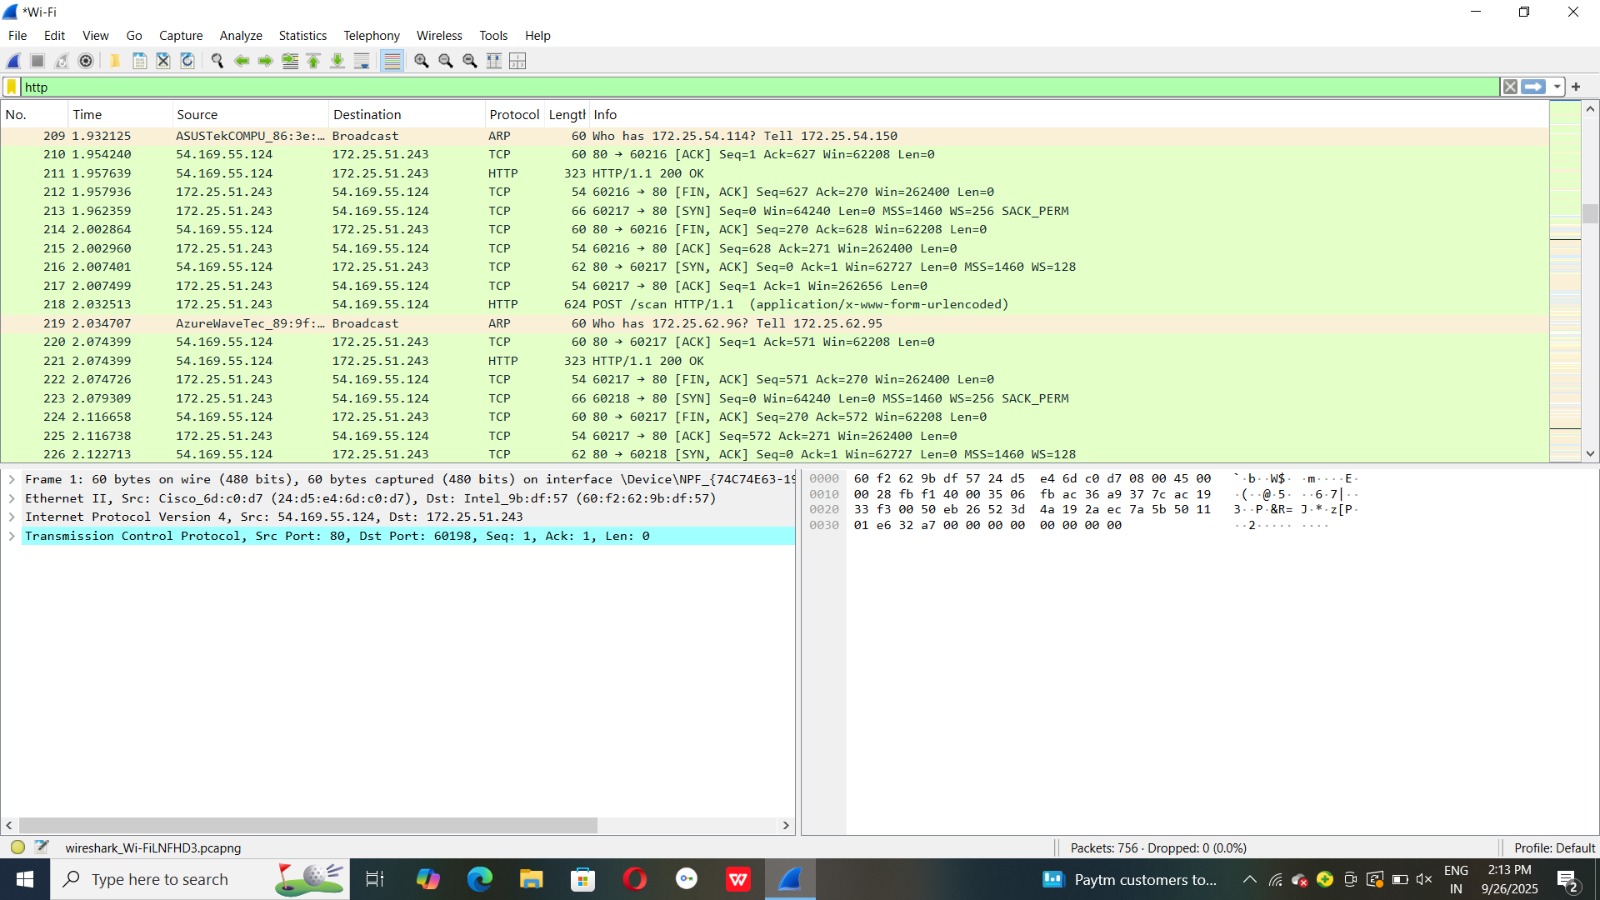 *Wi-Fi
File Edit View Go Capture Analyze Statistics Telephony Wireless Tools Help
http
No. Time Source Destination Protocol Length Info
209 1.932125 ASUSTekCOMPU_86:3e:… Broadcast ARP 60 Who has 172.25.54.114? Tell 172.25.54.150
210 1.954240 54.169.55.124 172.25.51.243 TCP 60 80 → 60216 [ACK] Seq=1 Ack=627 Win=62208 Len=0
211 1.957639 54.169.55.124 172.25.51.243 HTTP 323 HTTP/1.1 200 OK
212 1.957936 172.25.51.243 54.169.55.124 TCP 54 60216 → 80 [FIN, ACK] Seq=627 Ack=270 Win=262400 Len=0
213 1.962359 172.25.51.243 54.169.55.124 TCP 66 60217 → 80 [SYN] Seq=0 Win=64240 Len=0 MSS=1460 WS=256 SACK_PERM
214 2.002864 54.169.55.124 172.25.51.243 TCP 60 80 → 60216 [FIN, ACK] Seq=270 Ack=628 Win=62208 Len=0
215 2.002960 172.25.51.243 54.169.55.124 TCP 54 60216 → 80 [ACK] Seq=628 Ack=271 Win=262400 Len=0
216 2.007401 54.169.55.124 172.25.51.243 TCP 62 80 → 60217 [SYN, ACK] Seq=0 Ack=1 Win=62727 Len=0 MSS=1460 WS=128
217 2.007499 172.25.51.243 54.169.55.124 TCP 54 60217 → 80 [ACK] Seq=1 Ack=1 Win=262656 Len=0
218 2.032513 172.25.51.243 54.169.55.124 HTTP 624 POST /scan HTTP/1.1  (application/x-www-form-urlencoded)
219 2.034707 AzureWaveTec_89:9f:… Broadcast ARP 60 Who has 172.25.62.96? Tell 172.25.62.95
220 2.074399 54.169.55.124 172.25.51.243 TCP 60 80 → 60217 [ACK] Seq=1 Ack=571 Win=62208 Len=0
221 2.074399 54.169.55.124 172.25.51.243 HTTP 323 HTTP/1.1 200 OK
222 2.074726 172.25.51.243 54.169.55.124 TCP 54 60217 → 80 [FIN, ACK] Seq=571 Ack=270 Win=262400 Len=0
223 2.079309 172.25.51.243 54.169.55.124 TCP 66 60218 → 80 [SYN] Seq=0 Win=64240 Len=0 MSS=1460 WS=256 SACK_PERM
224 2.116658 54.169.55.124 172.25.51.243 TCP 60 80 → 60217 [FIN, ACK] Seq=270 Ack=572 Win=62208 Len=0
225 2.116738 172.25.51.243 54.169.55.124 TCP 54 60217 → 80 [ACK] Seq=572 Ack=271 Win=262400 Len=0
226 2.122713 54.169.55.124 172.25.51.243 TCP 62 80 → 60218 [SYN, ACK] Seq=0 Ack=1 Win=62727 Len=0 MSS=1460 WS=128
Frame 1: 60 bytes on wire (480 bits), 60 bytes captured (480 bits) on interface \Device\NPF_{74C74E63-19
Ethernet II, Src: Cisco_6d:c0:d7 (24:d5:e4:6d:c0:d7), Dst: Intel_9b:df:57 (60:f2:62:9b:df:57)
Internet Protocol Version 4, Src: 54.169.55.124, Dst: 172.25.51.243
Transmission Control Protocol, Src Port: 80, Dst Port: 60198, Seq: 1, Ack: 1, Len: 0
0000 60 f2 62 9b df 57 24 d5 e4 6d c0 d7 08 00 45 00 `·b··W$· ·m····E·
0010 00 28 fb f1 40 00 35 06 fb ac 36 a9 37 7c ac 19 ·(··@·5· ··6·7|··
0020 33 f3 00 50 eb 26 52 3d 4a 19 2a ec 7a 5b 50 11 3··P·&R= J·*·z[P·
0030 01 e6 32 a7 00 00 00 00 00 00 00 00 ··2····· ····
wireshark_Wi-FiLNFHD3.pcapng Packets: 756 · Dropped: 0 (0.0%) Profile: Default
Type here to search Paytm customers to... ENG IN 2:13 PM 9/26/2025 2